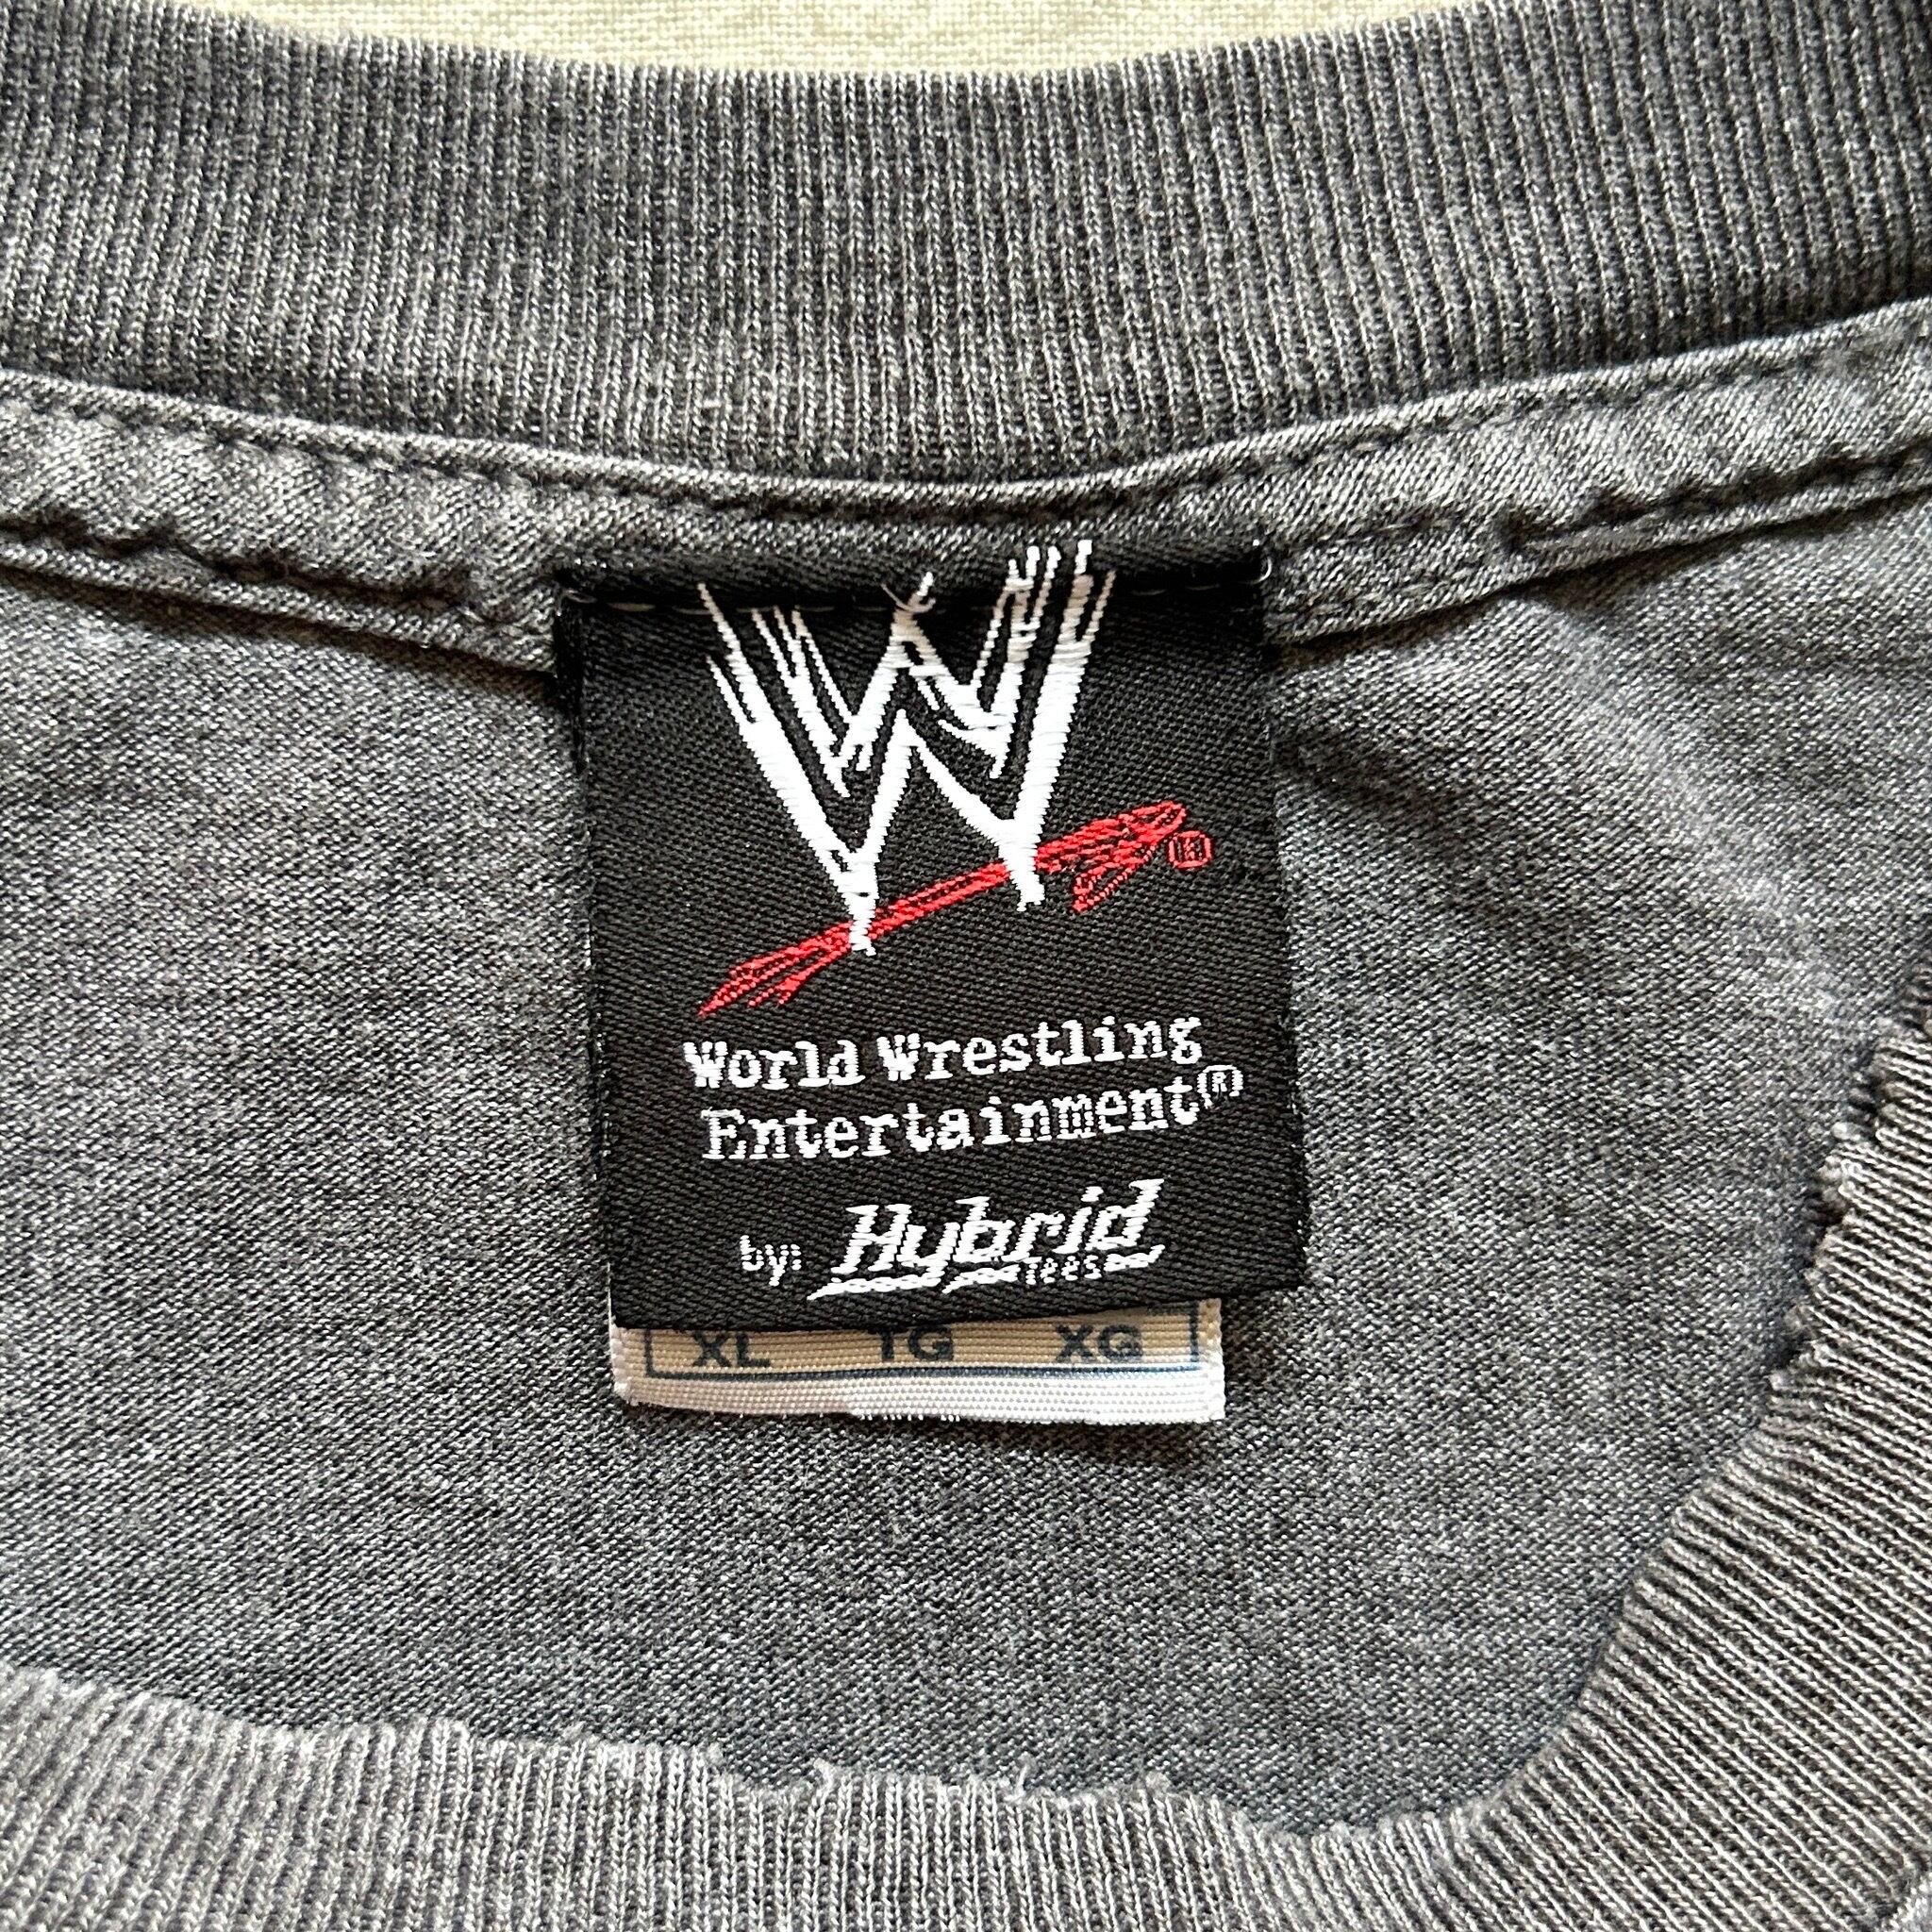 W
®
World Wrestling
Entertainment®
by: Hybrid
Tees
XL TG XG